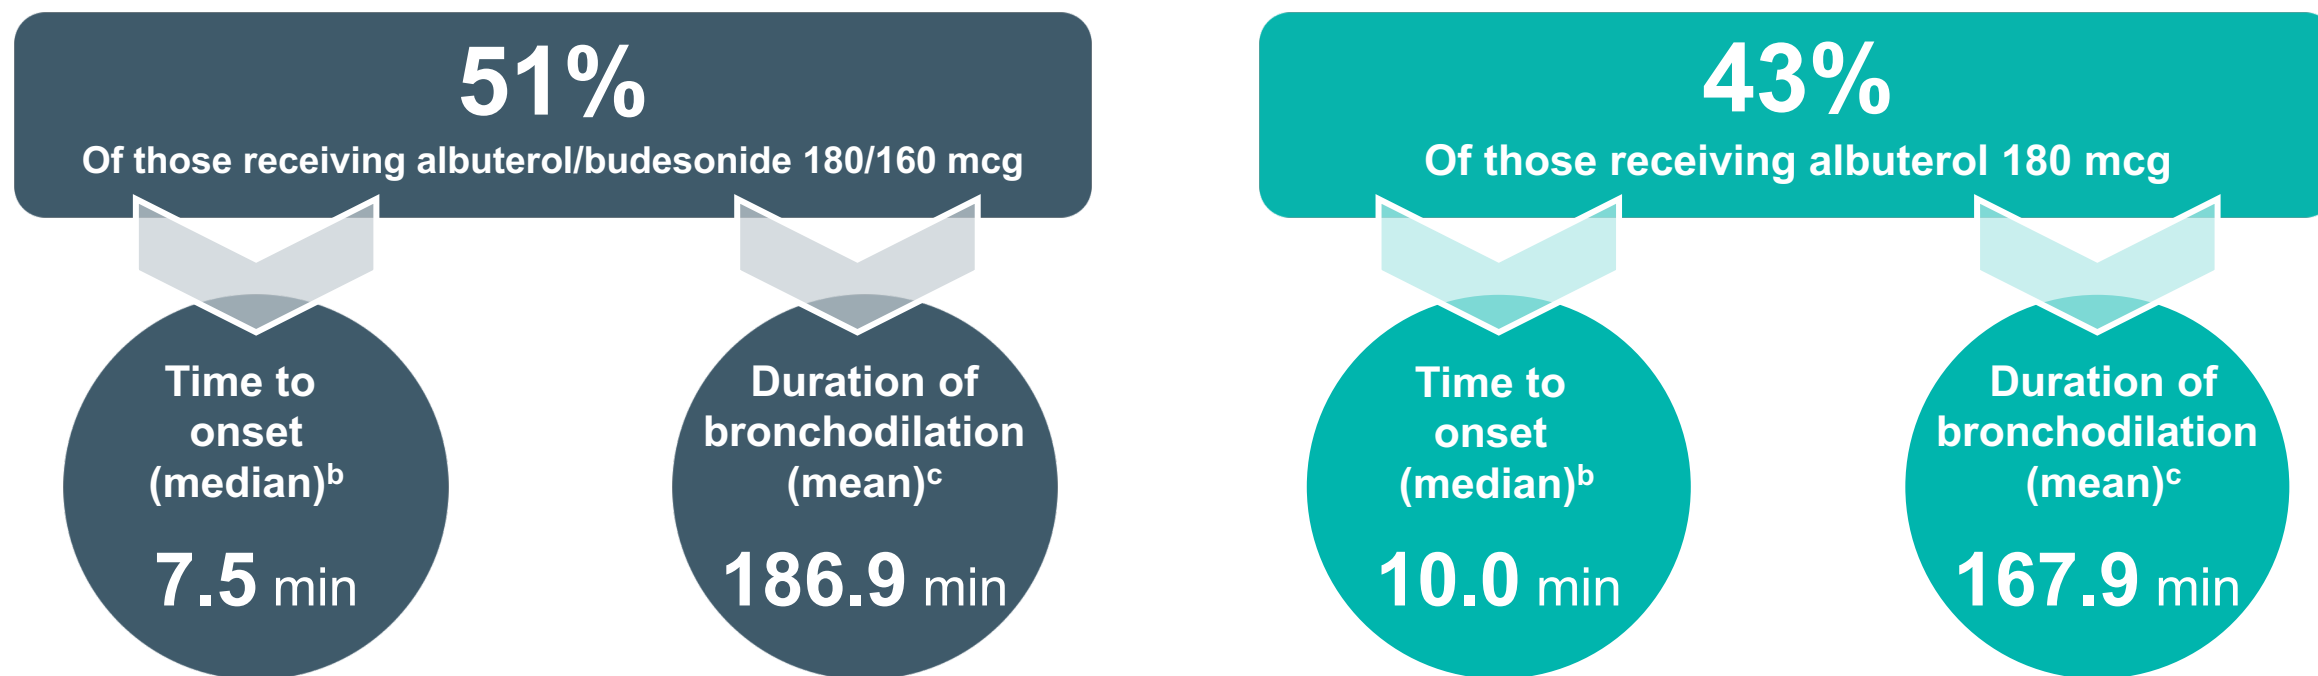 51%
Of those receiving albuterol/budesonide 180/160 mcg
Time to
onset
(median)ᵇ
7.5 min
Duration of
bronchodilation
(mean)ᶜ
186.9 min
43%
Of those receiving albuterol 180 mcg
Time to
onset
(median)ᵇ
10.0 min
Duration of
bronchodilation
(mean)ᶜ
167.9 min